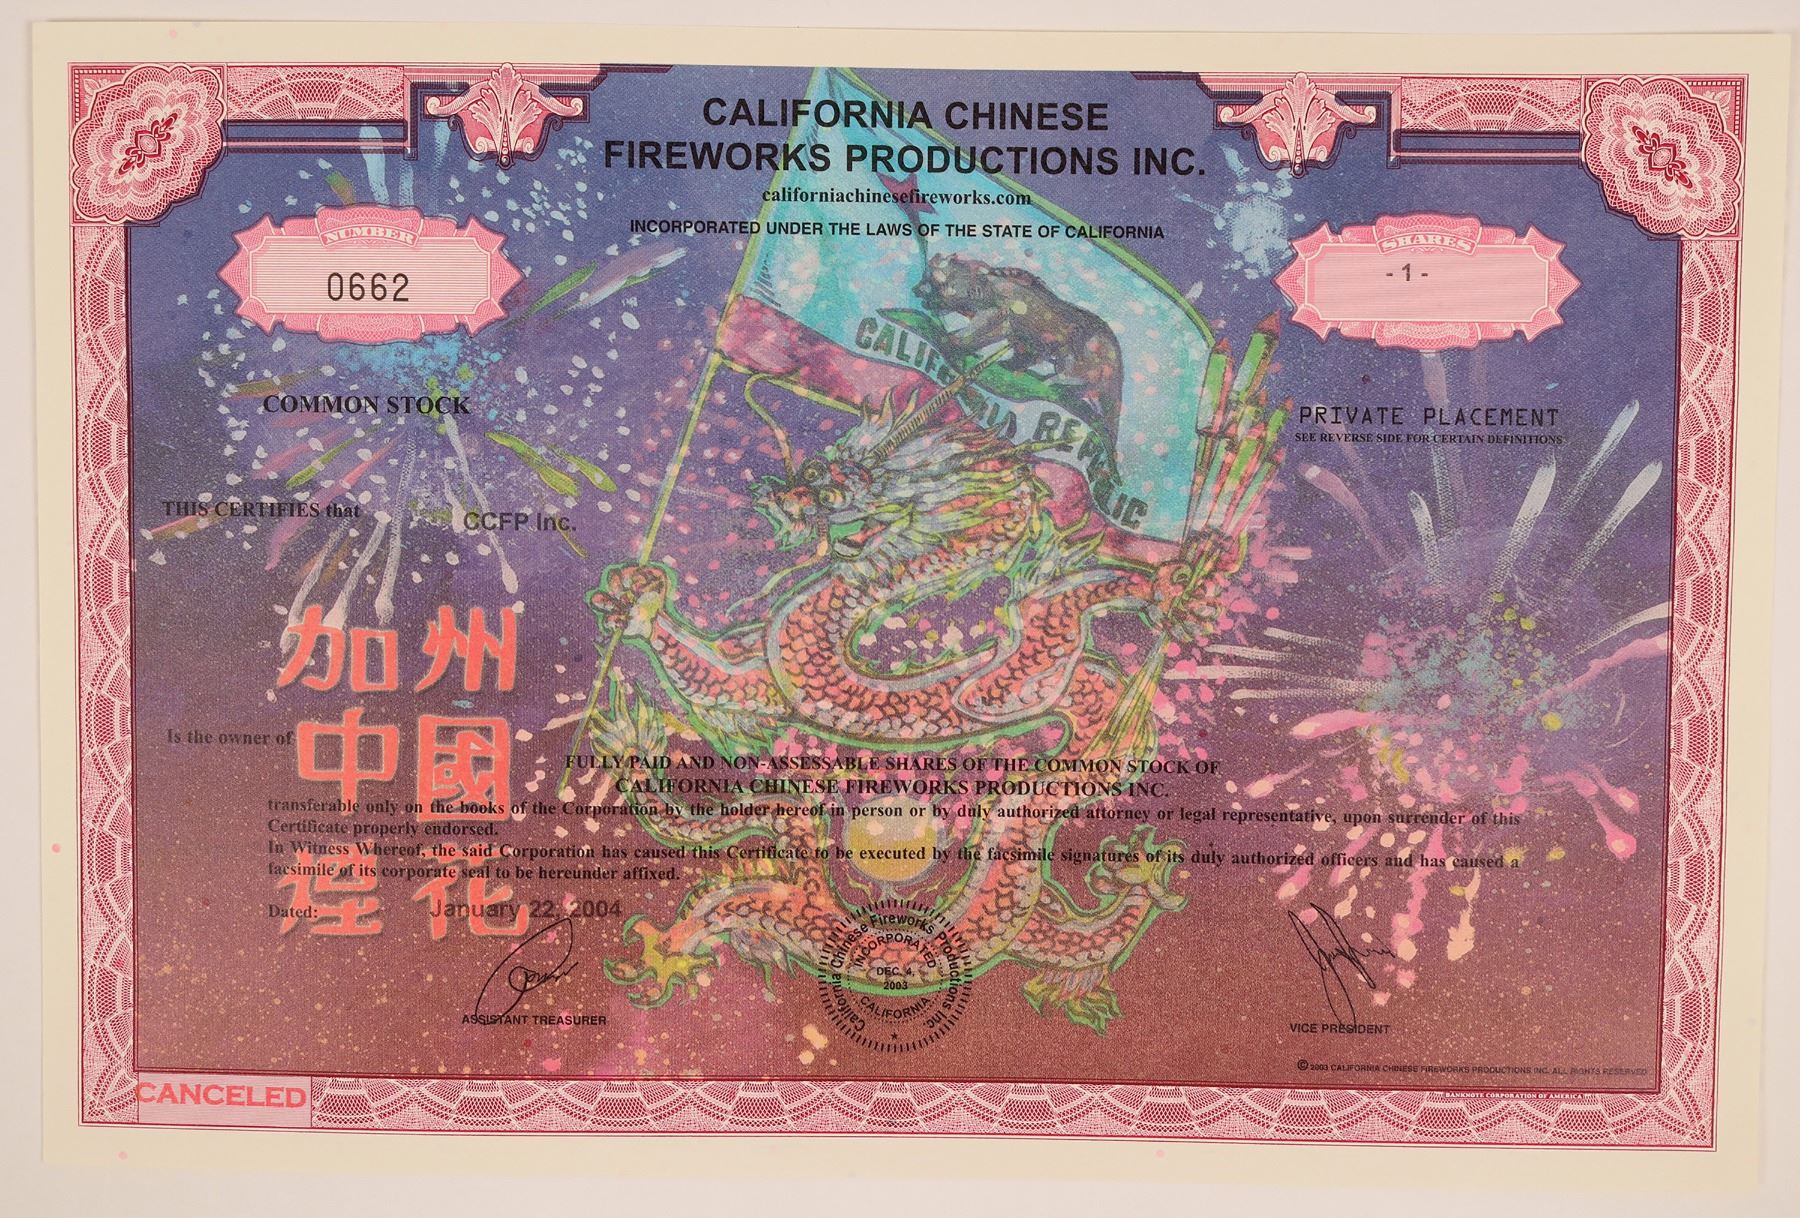 CALIFORNIA CHINESE
FIREWORKS PRODUCTIONS INC.
californiachinesefireworks.com
INCORPORATED UNDER THE LAWS OF THE STATE OF CALIFORNIA
NUMBER
0662
SHARES
-1-
CALIFORNIA REPUBLIC
COMMON STOCK
PRIVATE PLACEMENT
SEE REVERSE SIDE FOR CERTAIN DEFINITIONS
THIS CERTIFIES that CCFP Inc.
加州
中國
煙花
Is the owner of
FULLY PAID AND NON-ASSESSABLE SHARES OF THE COMMON STOCK OF
CALIFORNIA CHINESE FIREWORKS PRODUCTIONS INC.
transferable only on the books of the Corporation by the holder hereof in person or by duly authorized attorney or legal representative, upon surrender of this
Certificate properly endorsed.
In Witness Whereof, the said Corporation has caused this Certificate to be executed by the facsimile signatures of its duly authorized officers and has caused a
facsimile of its corporate seal to be hereunder affixed.
Dated: January 22, 2004
California Chinese Fireworks Productions Inc.
INCORPORATED
DEC. 4,
2003
CALIFORNIA
ASSISTANT TREASURER
VICE PRESIDENT
© 2003 CALIFORNIA CHINESE FIREWORKS PRODUCTIONS INC. ALL RIGHTS RESERVED
CANCELED
BANKNOTE CORPORATION OF AMERICA